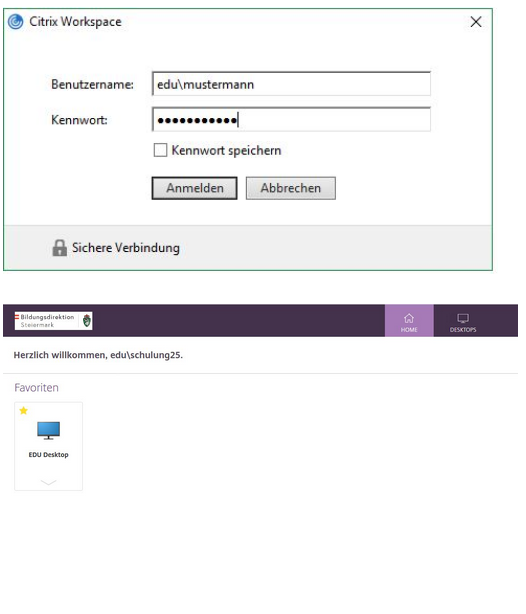 Citrix Workspace
Benutzername: edu\mustermann
Kennwort: ●●●●●●●●●●●
Kennwort speichern
Anmelden Abbrechen
Sichere Verbindung
Bildungsdirektion
Steiermark
HOME DESKTOPS
Herzlich willkommen, edu\schulung25.
Favoriten
EDU Desktop